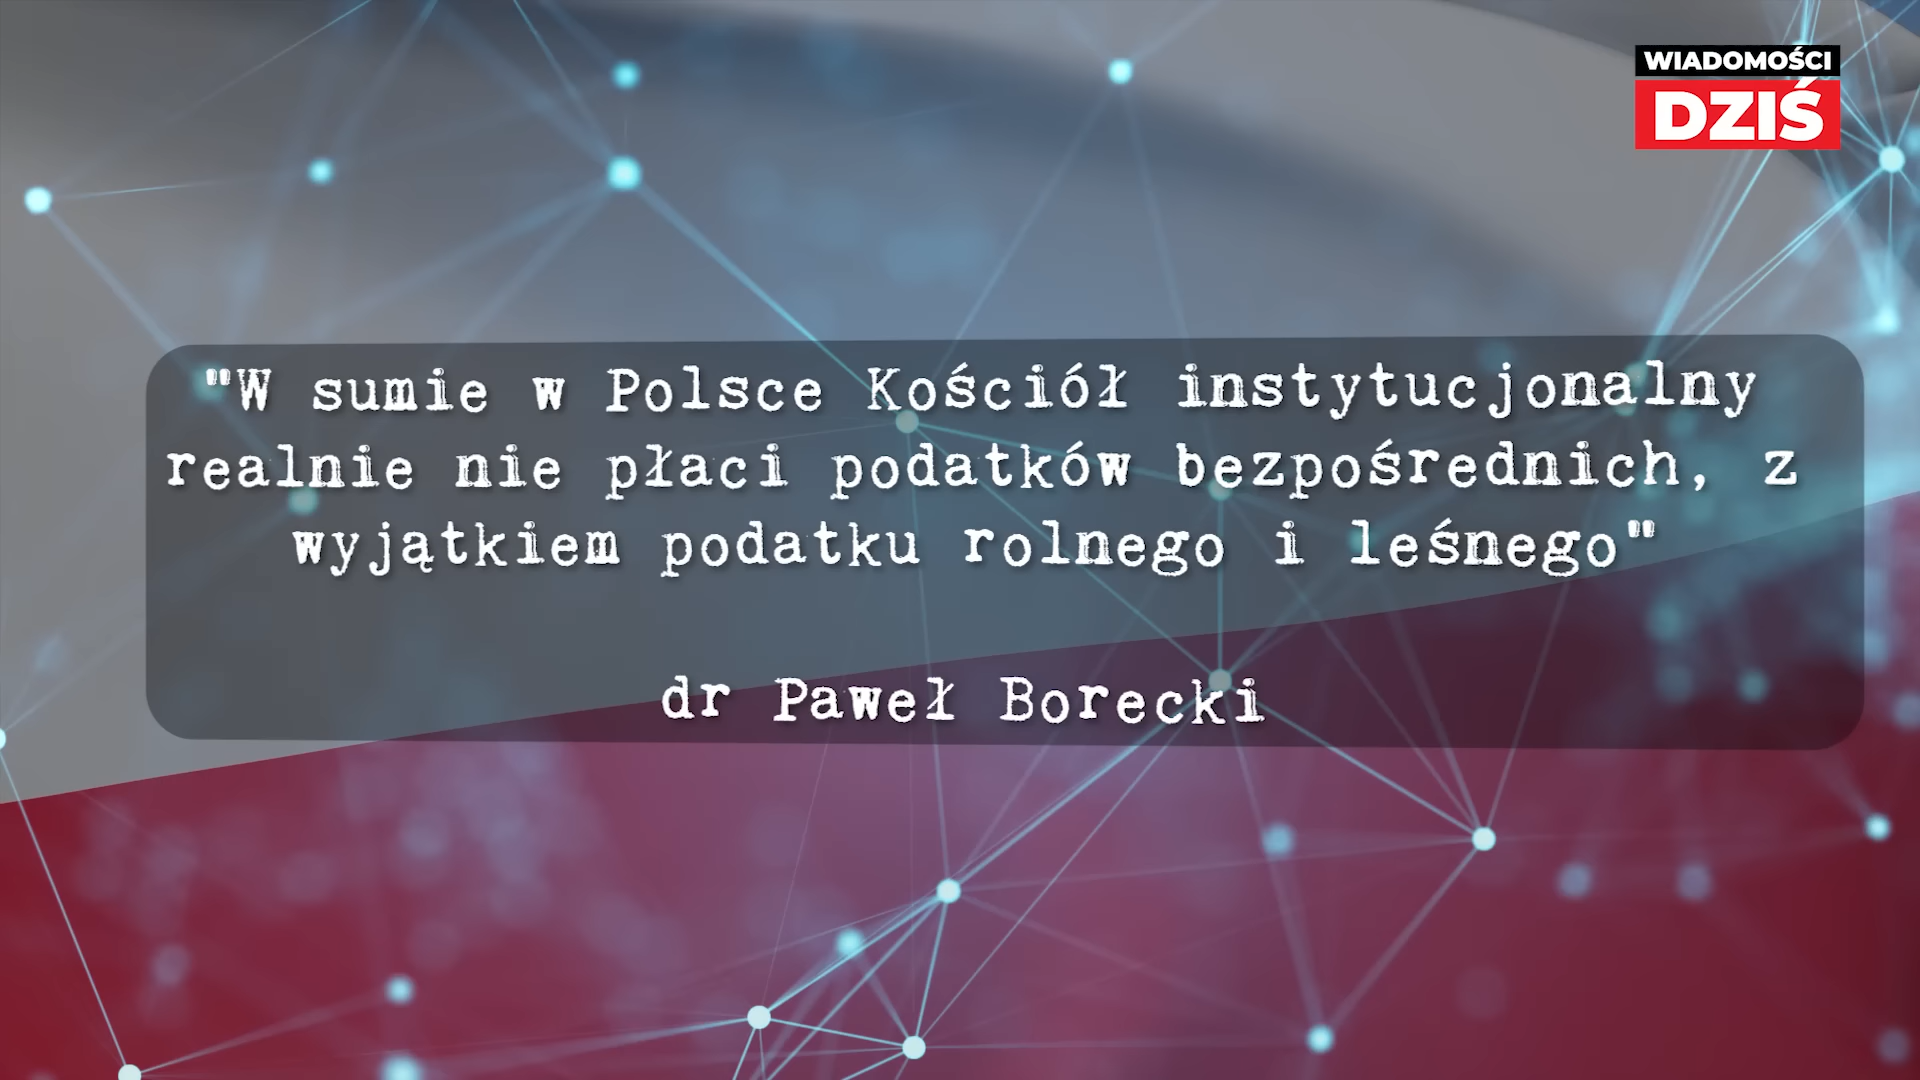 WIADOMOŚCI
DZIŚ
"W sumie w Polsce Kościół instytucjonalny
realnie nie płaci podatków bezpośrednich, z
wyjątkiem podatku rolnego i leśnego"
dr Paweł Borecki